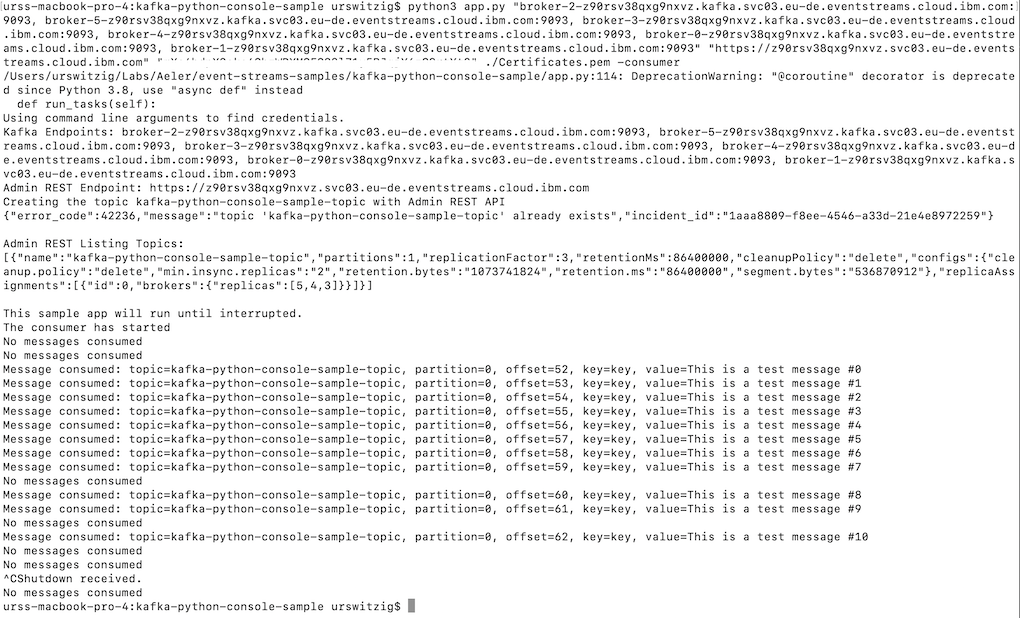 urss-macbook-pro-4:kafka-python-console-sample urswitzig$ python3 app.py "broker-2-z90rsv38qxg9nxvz.kafka.svc03.eu-de.eventstreams.cloud.ibm.com:
9093, broker-5-z90rsv38qxg9nxvz.kafka.svc03.eu-de.eventstreams.cloud.ibm.com:9093, broker-3-z90rsv38qxg9nxvz.kafka.svc03.eu-de.eventstreams.cloud
.ibm.com:9093, broker-4-z90rsv38qxg9nxvz.kafka.svc03.eu-de.eventstreams.cloud.ibm.com:9093, broker-0-z90rsv38qxg9nxvz.kafka.svc03.eu-de.eventstre
ams.cloud.ibm.com:9093, broker-1-z90rsv38qxg9nxvz.kafka.svc03.eu-de.eventstreams.cloud.ibm.com:9093" "https://z90rsv38qxg9nxvz.svc03.eu-de.events
treams.cloud.ibm.com" ./Certificates.pem -consumer
/Users/urswitzig/Labs/Aeler/event-streams-samples/kafka-python-console-sample/app.py:114: DeprecationWarning: "@coroutine" decorator is deprecate
d since Python 3.8, use "async def" instead
def run_tasks(self):
Using command line arguments to find credentials.
Kafka Endpoints: broker-2-z90rsv38qxg9nxvz.kafka.svc03.eu-de.eventstreams.cloud.ibm.com:9093, broker-5-z90rsv38qxg9nxvz.kafka.svc03.eu-de.eventst
reams.cloud.ibm.com:9093, broker-3-z90rsv38qxg9nxvz.kafka.svc03.eu-de.eventstreams.cloud.ibm.com:9093, broker-4-z90rsv38qxg9nxvz.kafka.svc03.eu-d
e.eventstreams.cloud.ibm.com:9093, broker-0-z90rsv38qxg9nxvz.kafka.svc03.eu-de.eventstreams.cloud.ibm.com:9093, broker-1-z90rsv38qxg9nxvz.kafka.s
vc03.eu-de.eventstreams.cloud.ibm.com:9093
Admin REST Endpoint: https://z90rsv38qxg9nxvz.svc03.eu-de.eventstreams.cloud.ibm.com
Creating the topic kafka-python-console-sample-topic with Admin REST API
{"error_code":42236,"message":"topic 'kafka-python-console-sample-topic' already exists","incident_id":"1aaa8809-f8ee-4546-a33d-21e4e8972259"}
Admin REST Listing Topics:
[{"name":"kafka-python-console-sample-topic","partitions":1,"replicationFactor":3,"retentionMs":86400000,"cleanupPolicy":"delete","configs":{"cle
anup.policy":"delete","min.insync.replicas":"2","retention.bytes":"1073741824","retention.ms":"86400000","segment.bytes":"536870912"},"replicaAss
ignments":[{"id":0,"brokers":{"replicas":[5,4,3]}}]}]
This sample app will run until interrupted.
The consumer has started
No messages consumed
No messages consumed
Message consumed: topic=kafka-python-console-sample-topic, partition=0, offset=52, key=key, value=This is a test message #0
Message consumed: topic=kafka-python-console-sample-topic, partition=0, offset=53, key=key, value=This is a test message #1
Message consumed: topic=kafka-python-console-sample-topic, partition=0, offset=54, key=key, value=This is a test message #2
Message consumed: topic=kafka-python-console-sample-topic, partition=0, offset=55, key=key, value=This is a test message #3
Message consumed: topic=kafka-python-console-sample-topic, partition=0, offset=56, key=key, value=This is a test message #4
Message consumed: topic=kafka-python-console-sample-topic, partition=0, offset=57, key=key, value=This is a test message #5
Message consumed: topic=kafka-python-console-sample-topic, partition=0, offset=58, key=key, value=This is a test message #6
Message consumed: topic=kafka-python-console-sample-topic, partition=0, offset=59, key=key, value=This is a test message #7
No messages consumed
Message consumed: topic=kafka-python-console-sample-topic, partition=0, offset=60, key=key, value=This is a test message #8
Message consumed: topic=kafka-python-console-sample-topic, partition=0, offset=61, key=key, value=This is a test message #9
No messages consumed
Message consumed: topic=kafka-python-console-sample-topic, partition=0, offset=62, key=key, value=This is a test message #10
No messages consumed
No messages consumed
^CShutdown received.
No messages consumed
urss-macbook-pro-4:kafka-python-console-sample urswitzig$